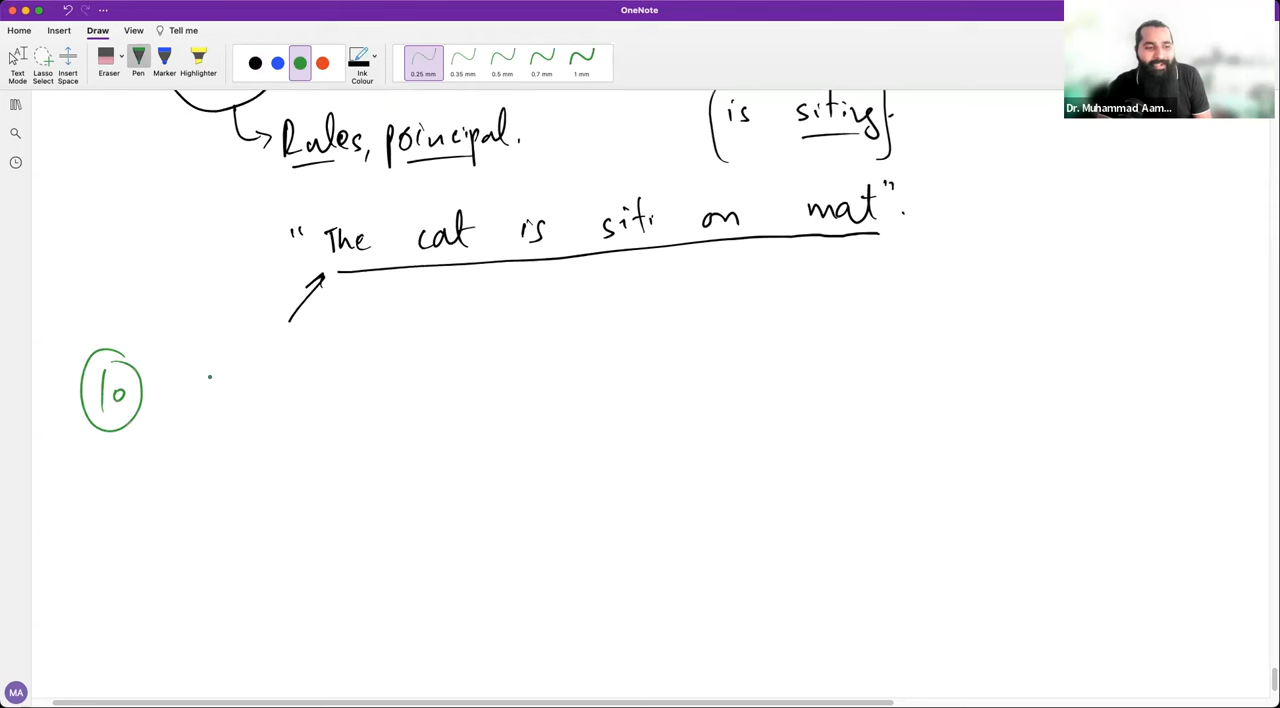 OneNote
Home Insert Draw View Tell me
Text Mode
Lasso Select
Insert Space
Eraser
Pen
Marker
Highlighter
Ink Colour
0.25 mm
0.35 mm
0.5 mm
0.7 mm
1 mm
Dr. Muhammad Aam...
(is siting).
→ Rules, poincipal.
"The cat is siti on mat".
10
MA